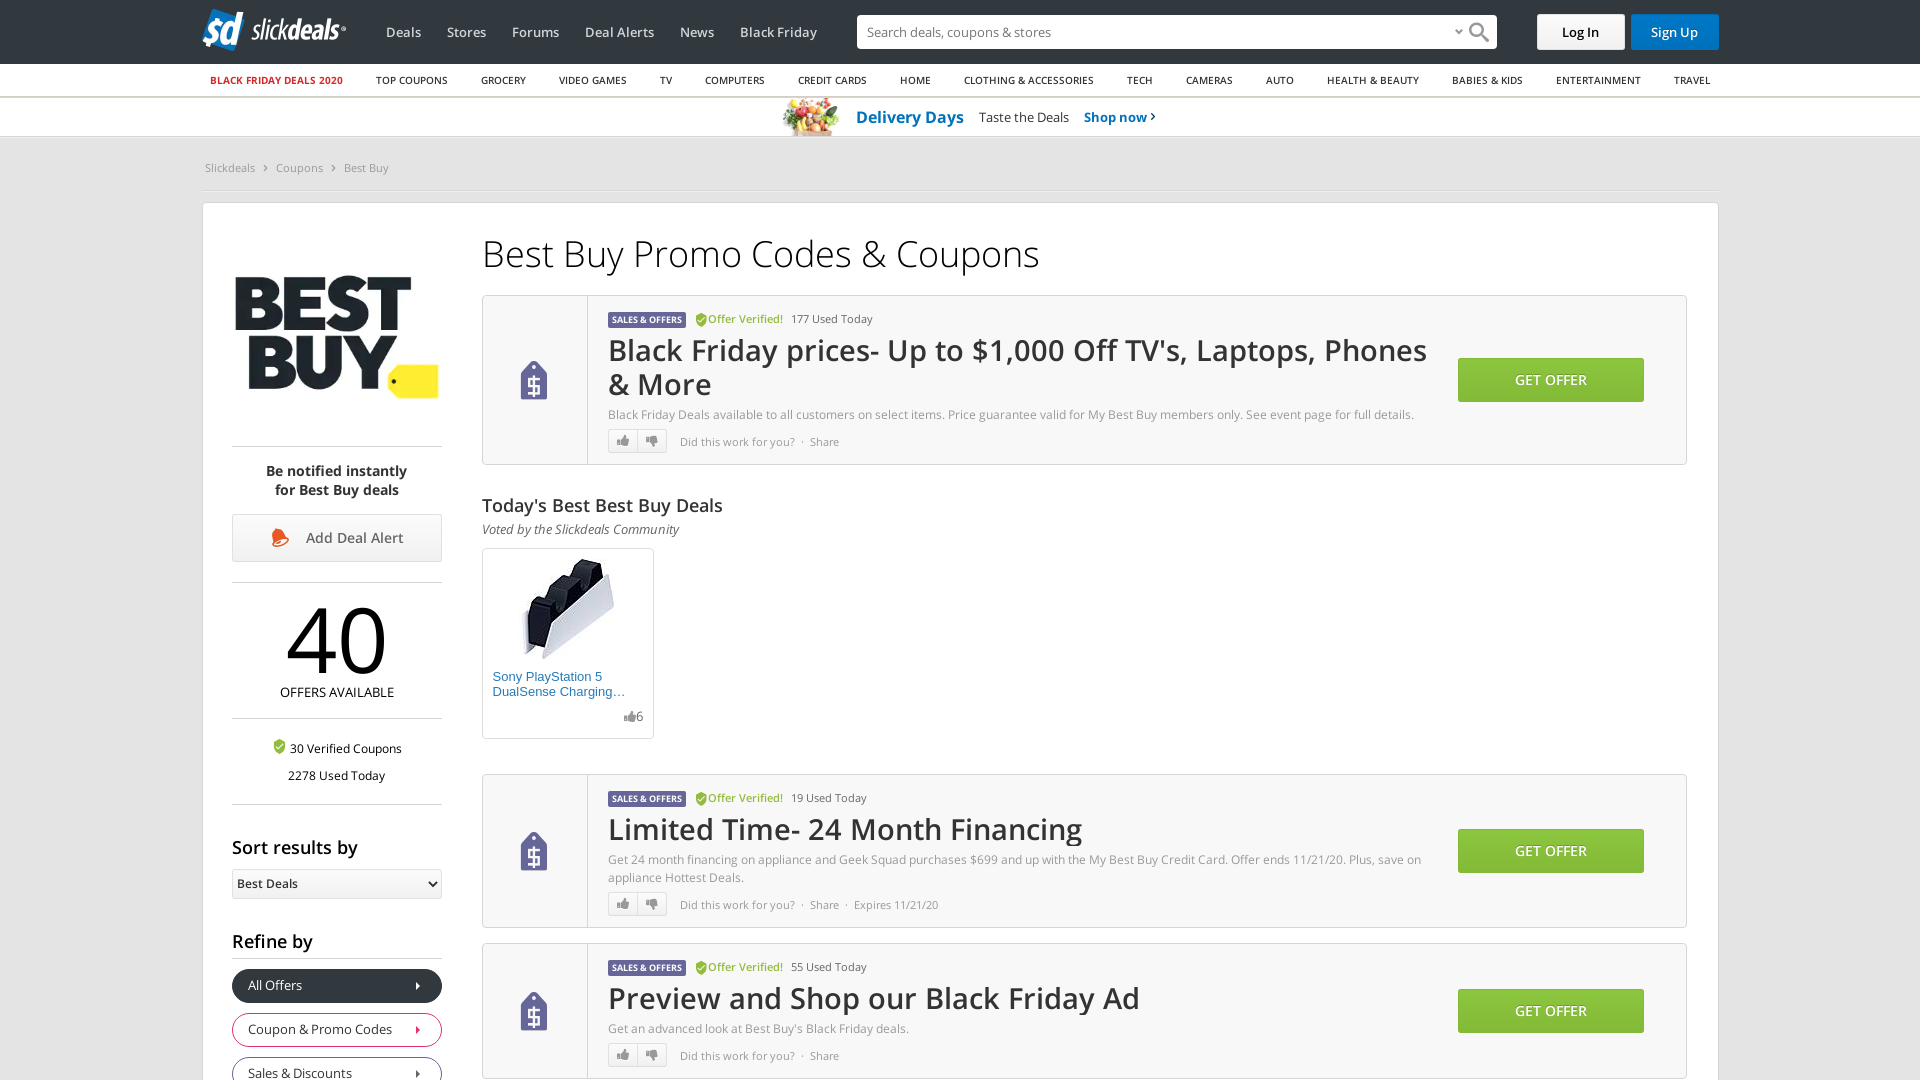 sd slickdeals
Deals Stores Forums Deal Alerts News Black Friday
Search deals, coupons & stores
Log In Sign Up
BLACK FRIDAY DEALS 2020 TOP COUPONS GROCERY VIDEO GAMES TV COMPUTERS CREDIT CARDS HOME CLOTHING & ACCESSORIES TECH CAMERAS AUTO HEALTH & BEAUTY BABIES & KIDS ENTERTAINMENT TRAVEL
Delivery Days Taste the Deals Shop now
Slickdeals > Coupons > Best Buy
BEST
BUY
Be notified instantly
for Best Buy deals
Add Deal Alert
40
OFFERS AVAILABLE
30 Verified Coupons
2278 Used Today
Sort results by
Best Deals
Refine by
All Offers
Coupon & Promo Codes
Sales & Discounts
Best Buy Promo Codes & Coupons
SALES & OFFERS Offer Verified! 177 Used Today
Black Friday prices- Up to $1,000 Off TV's, Laptops, Phones
& More
Black Friday Deals available to all customers on select items. Price guarantee valid for My Best Buy members only. See event page for full details.
Did this work for you? · Share
GET OFFER
Today's Best Best Buy Deals
Voted by the Slickdeals Community
Sony PlayStation 5
DualSense Charging…
6
SALES & OFFERS Offer Verified! 19 Used Today
Limited Time- 24 Month Financing
Get 24 month financing on appliance and Geek Squad purchases $699 and up with the My Best Buy Credit Card. Offer ends 11/21/20. Plus, save on
appliance Hottest Deals.
Did this work for you? · Share · Expires 11/21/20
GET OFFER
SALES & OFFERS Offer Verified! 55 Used Today
Preview and Shop our Black Friday Ad
Get an advanced look at Best Buy's Black Friday deals.
Did this work for you? · Share
GET OFFER